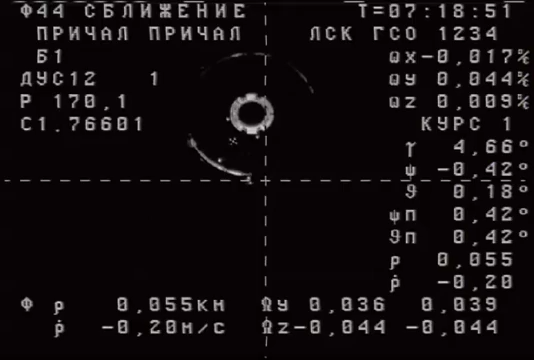 Ф44 СБЛИЖЕНИЕ T=07:18:51
ПРИЧАЛ ПРИЧАЛ ЛСК ГСО 1234
Б1 ωx-0,017%
ДУС12 1 ωy 0,044%
Р 170,1 ωz 0,009%
С1.76601 КУРС 1
γ 4,66°
ψ -0,42°
ϑ 0,18°
ψп 0,42°
ϑп 0,42°
ρ 0,055
ρ̇ -0,20
Ф ρ 0,055км Ωy 0,036 0,039
ρ̇ -0,20м/с Ωz-0,044 -0,044